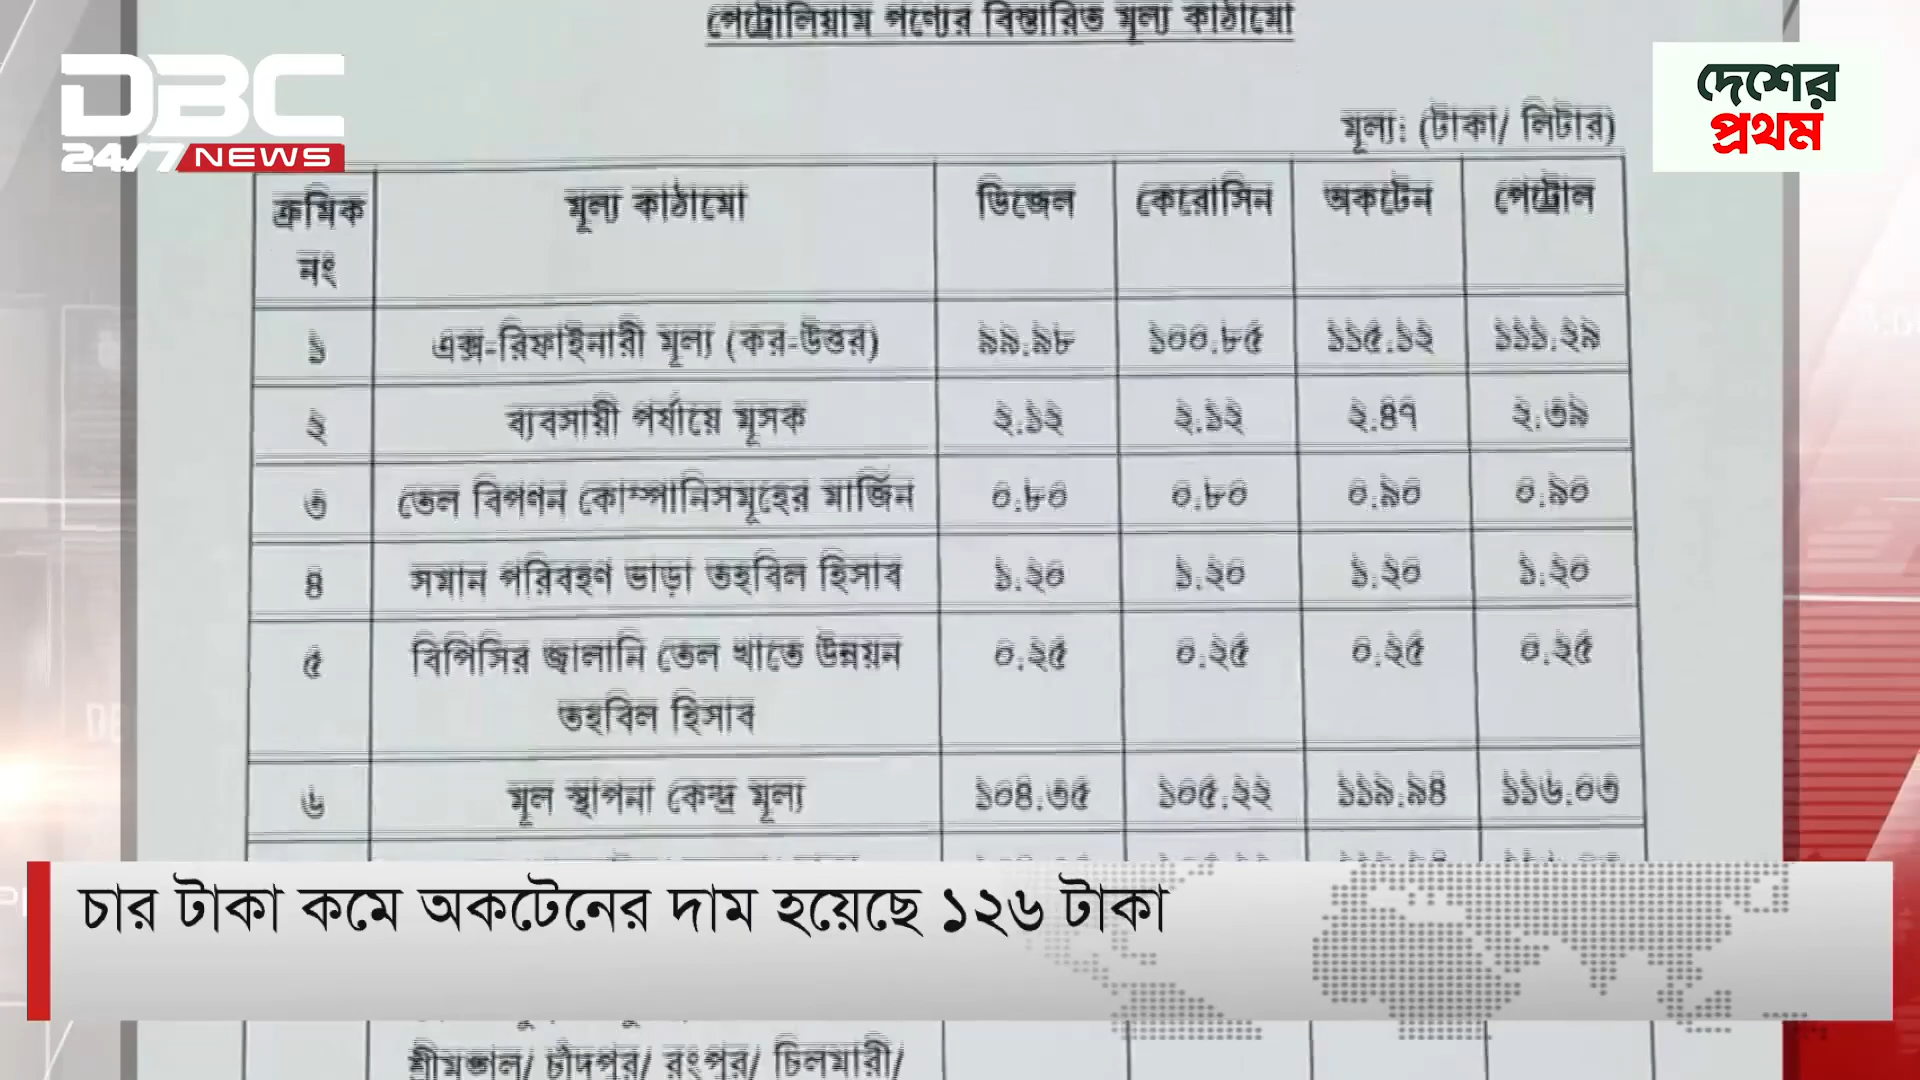 পেট্রোলিয়াম পণ্যের বিস্তারিত মূল্য কাঠামো
DBC
24/7 NEWS
দেশের
প্রথম
মূল্য: (টাকা/ লিটার)
ক্রমিক নং মূল্য কাঠামো ডিজেল কেরোসিন অকটেন পেট্রোল
১ এক্স-রিফাইনারী মূল্য (কর-উত্তর) ৯৯.৯৮ ১০০.৮৫ ১১৫.১২ ১১১.২৯
২ ব্যবসায়ী পর্যায়ে মূসক ২.১২ ২.১২ ২.৪৭ ২.৩৯
৩ তেল বিপণন কোম্পানিসমূহের মার্জিন ০.৮০ ০.৮০ ০.৯০ ০.৯০
৪ সমান পরিবহণ ভাড়া তহবিল হিসাব ১.২০ ১.২০ ১.২০ ১.২০
৫ বিপিসির জ্বালানি তেল খাতে উন্নয়ন ০.২৫ ০.২৫ ০.২৫ ০.২৫
তহবিল হিসাব
৬ মূল স্থাপনা কেন্দ্র মূল্য ১০৪.৩৫ ১০৫.২২ ১১৯.৯৪ ১১৬.০৩
চার টাকা কমে অকটেনের দাম হয়েছে ১২৬ টাকা
শ্রীমঙ্গল/ চাঁদপুর/ রংপুর/ চিলমারী/